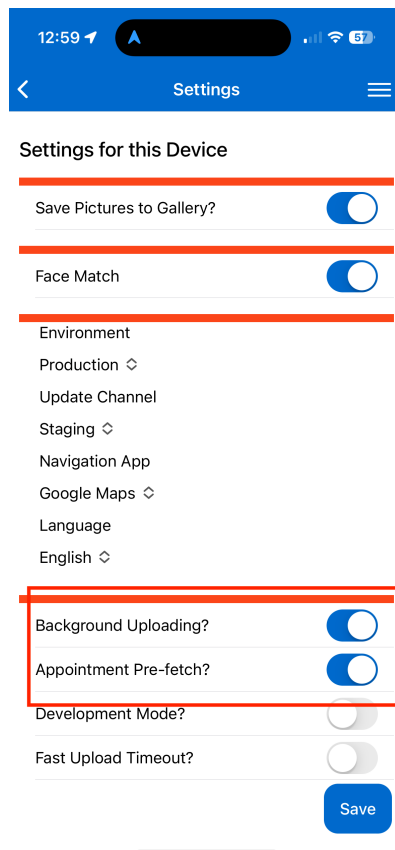 12:59
57
Settings
Settings for this Device
Save Pictures to Gallery?
Face Match
Environment
Production
Update Channel
Staging
Navigation App
Google Maps
Language
English
Background Uploading?
Appointment Pre-fetch?
Development Mode?
Fast Upload Timeout?
Save